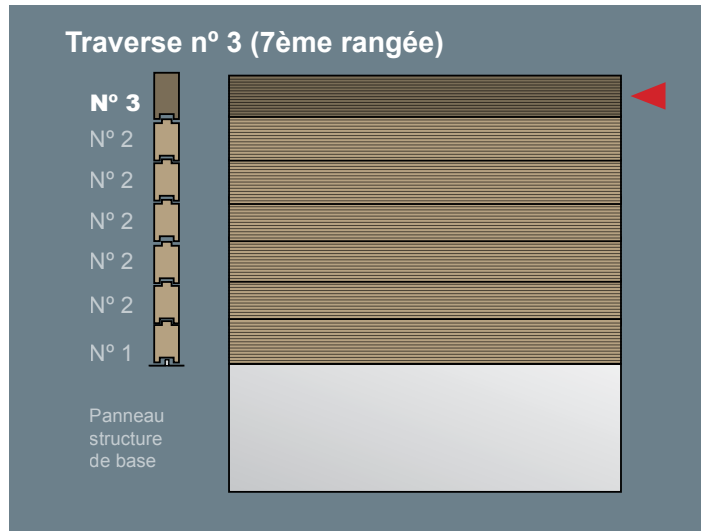 Traverse nº 3 (7ème rangée)
Nº 3
Nº 2
Nº 2
Nº 2
Nº 2
Nº 2
Nº 1
Panneau
structure
de base